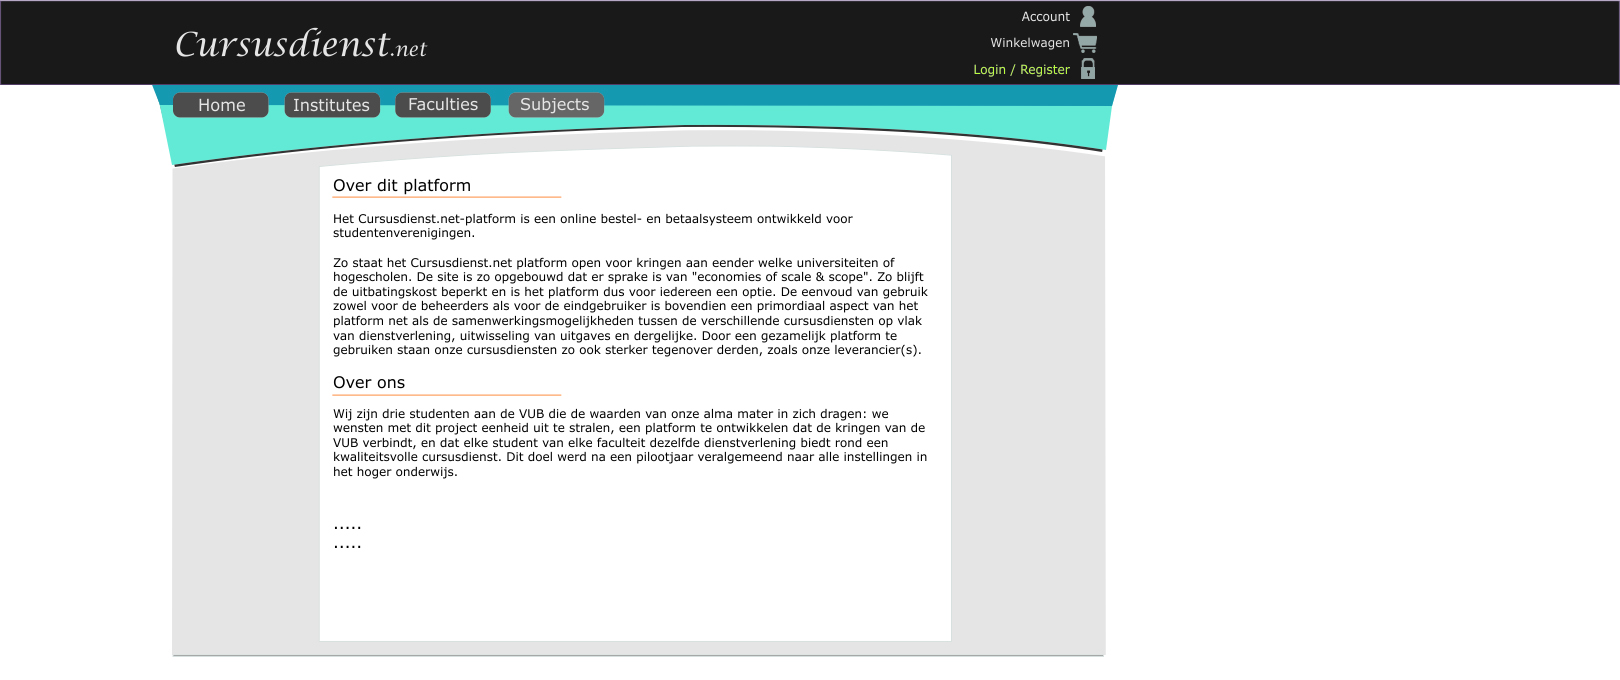 Cursusdienst.net
Account
Winkelwagen
Login / Register
Home
Institutes
Faculties
Subjects
Over dit platform
Het Cursusdienst.net-platform is een online bestel- en betaalsysteem ontwikkeld voor
studentenverenigingen.
Zo staat het Cursusdienst.net platform open voor kringen aan eender welke universiteiten of
hogescholen. De site is zo opgebouwd dat er sprake is van "economies of scale & scope". Zo blijft
de uitbatingskost beperkt en is het platform dus voor iedereen een optie. De eenvoud van gebruik
zowel voor de beheerders als voor de eindgebruiker is bovendien een primordiaal aspect van het
platform net als de samenwerkingsmogelijkheden tussen de verschillende cursusdiensten op vlak
van dienstverlening, uitwisseling van uitgaves en dergelijke. Door een gezamelijk platform te
gebruiken staan onze cursusdiensten zo ook sterker tegenover derden, zoals onze leverancier(s).
Over ons
Wij zijn drie studenten aan de VUB die de waarden van onze alma mater in zich dragen: we
wensten met dit project eenheid uit te stralen, een platform te ontwikkelen dat de kringen van de
VUB verbindt, en dat elke student van elke faculteit dezelfde dienstverlening biedt rond een
kwaliteitsvolle cursusdienst. Dit doel werd na een pilootjaar veralgemeend naar alle instellingen in
het hoger onderwijs.
.....
.....